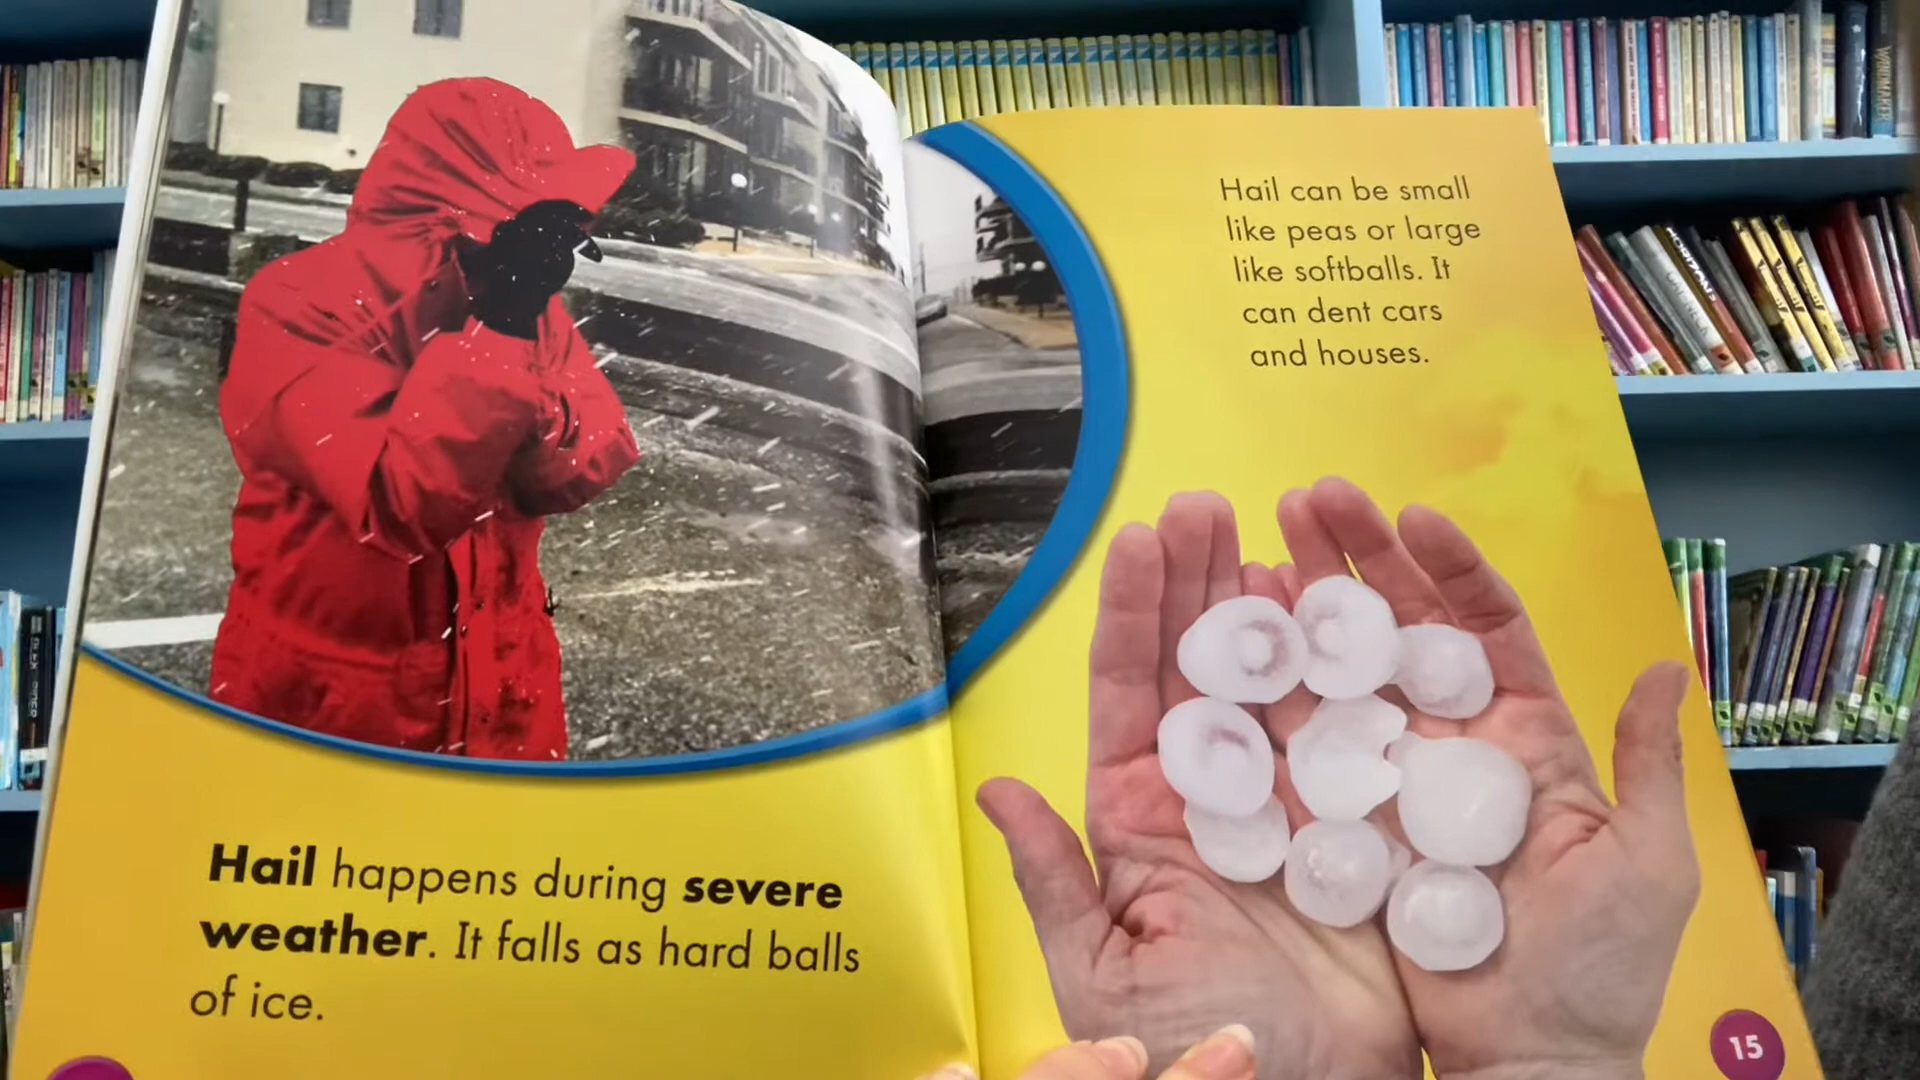 Hail happens during severe
weather. It falls as hard balls
of ice.
Hail can be small
like peas or large
like softballs. It
can dent cars
and houses.
15